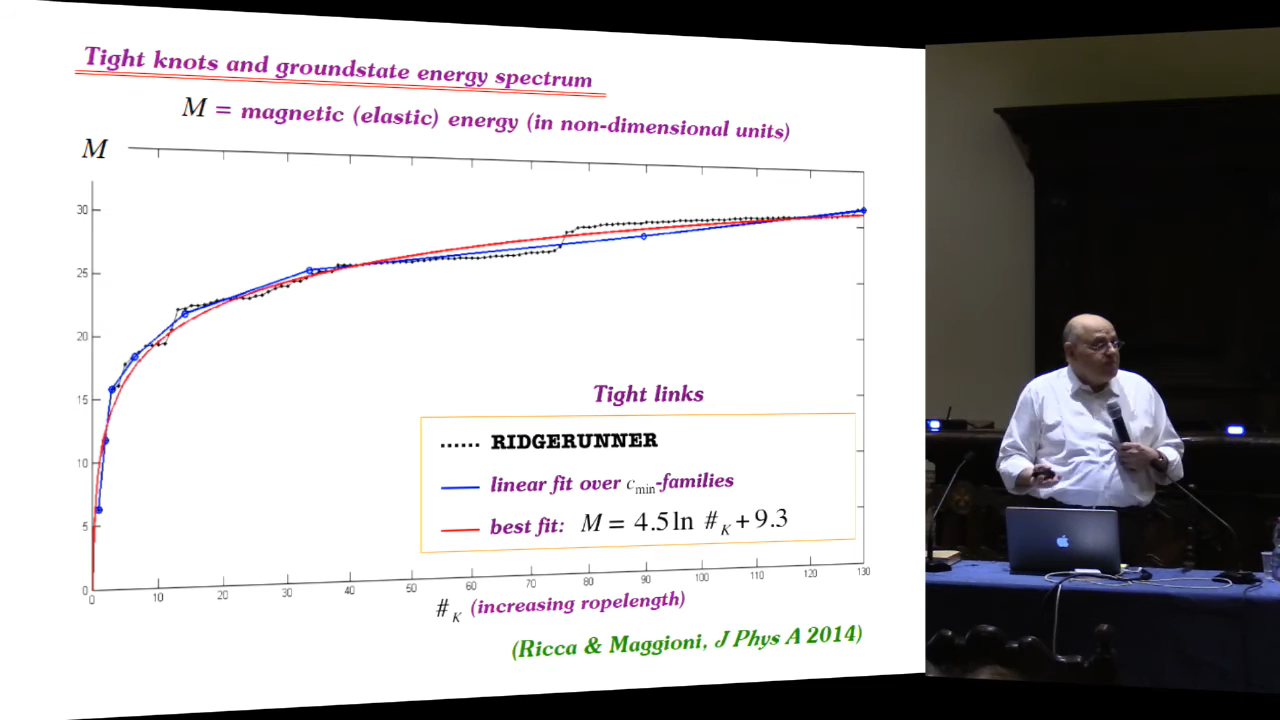 Tight knots and groundstate energy spectrum
M = magnetic (elastic) energy (in non-dimensional units)
M
30
25
20
15
10
5
0
0 10 20 30 40 50 60 70 80 90 100 110 120 130
#K (increasing ropelength)
Tight links
...... RIDGERUNNER
linear fit over cmin-families
best fit: M = 4.5 ln #K + 9.3
(Ricca & Maggioni, J Phys A 2014)